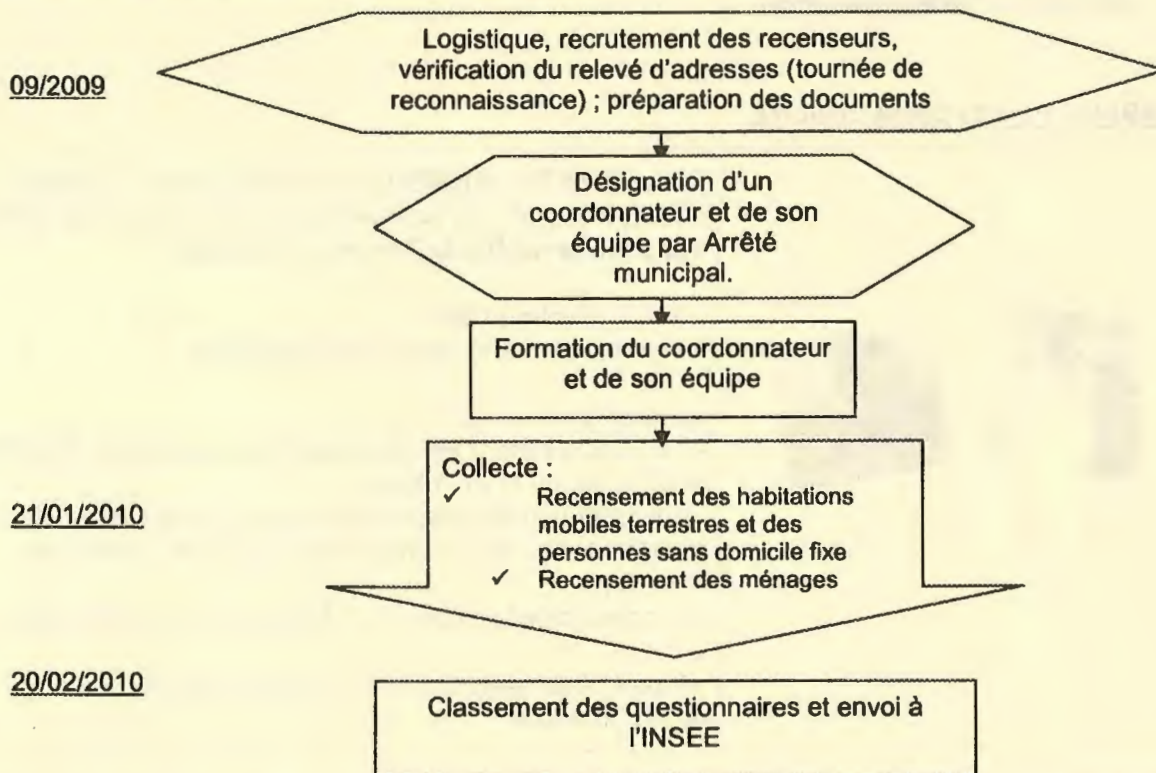 Logistique, recrutement des recenseurs,
vérification du relevé d'adresses (tournée de
reconnaissance) ; préparation des documents
09/2009
Désignation d'un
coordonnateur et de son
équipe par Arrêté
municipal.
Formation du coordonnateur
et de son équipe
Collecte :
✓ Recensement des habitations
mobiles terrestres et des
personnes sans domicile fixe
✓ Recensement des ménages
21/01/2010
20/02/2010
Classement des questionnaires et envoi à
l'INSEE